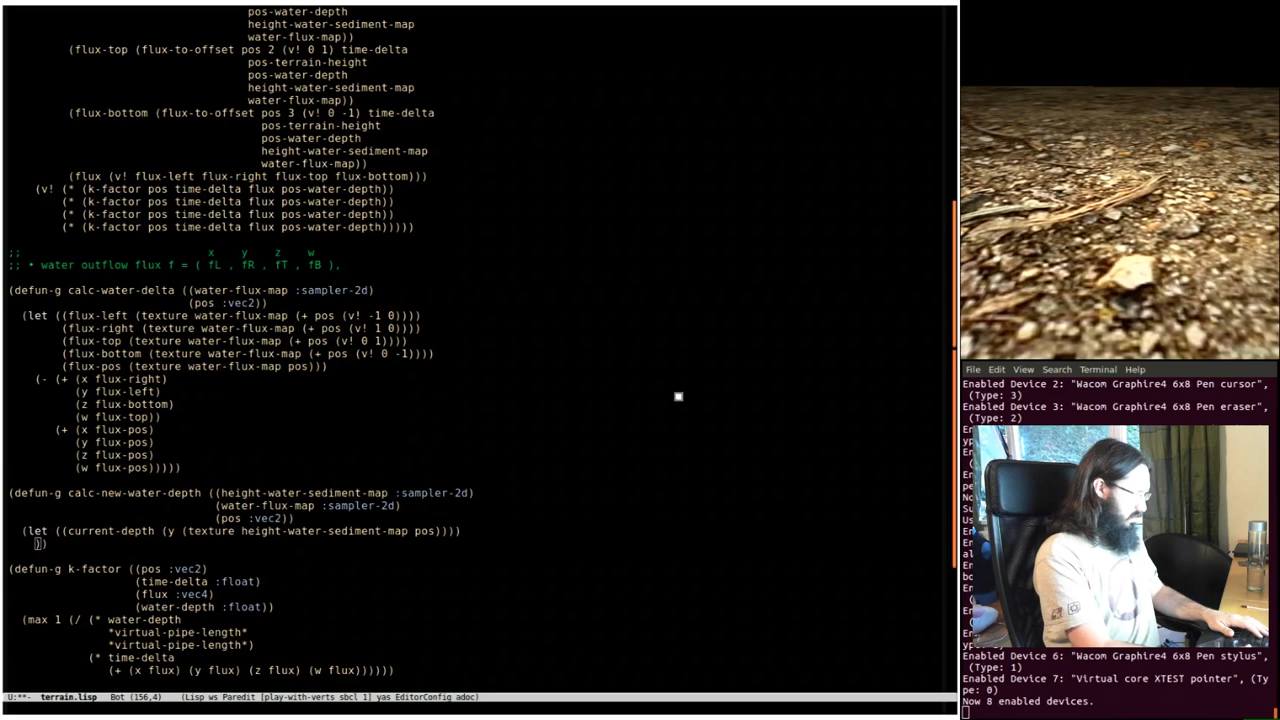 pos-water-depth
height-water-sediment-map
water-flux-map))
(flux-top (flux-to-offset pos 2 (v! 0 1) time-delta
pos-terrain-height
pos-water-depth
height-water-sediment-map
water-flux-map))
(flux-bottom (flux-to-offset pos 3 (v! 0 -1) time-delta
pos-terrain-height
pos-water-depth
height-water-sediment-map
water-flux-map))
(flux (v! flux-left flux-right flux-top flux-bottom)))
(v! (* (k-factor pos time-delta flux pos-water-depth))
(* (k-factor pos time-delta flux pos-water-depth))
(* (k-factor pos time-delta flux pos-water-depth))
(* (k-factor pos time-delta flux pos-water-depth)))))
;; x y z w
;; • water outflow flux f = ( fL , fR , fT , fB ),
(defun-g calc-water-delta ((water-flux-map :sampler-2d)
(pos :vec2))
(let ((flux-left (texture water-flux-map (+ pos (v! -1 0))))
(flux-right (texture water-flux-map (+ pos (v! 1 0))))
(flux-top (texture water-flux-map (+ pos (v! 0 1))))
(flux-bottom (texture water-flux-map (+ pos (v! 0 -1))))
(flux-pos (texture water-flux-map pos)))
(- (+ (x flux-right)
(y flux-left)
(z flux-bottom)
(w flux-top))
(+ (x flux-pos)
(y flux-pos)
(z flux-pos)
(w flux-pos)))))
(defun-g calc-new-water-depth ((height-water-sediment-map :sampler-2d)
(water-flux-map :sampler-2d)
(pos :vec2))
(let ((current-depth (y (texture height-water-sediment-map pos))))
))
(defun-g k-factor ((pos :vec2)
(time-delta :float)
(flux :vec4)
(water-depth :float))
(max 1 (/ (* water-depth
*virtual-pipe-length*
*virtual-pipe-length*)
(* time-delta
(+ (x flux) (y flux) (z flux) (w flux))))))
U:**- terrain.lisp Bot (156,4) (Lisp ws Paredit [play-with-verts sbcl 1] yas EditorConfig adoc)
File Edit View Search Terminal Help
Enabled Device 2: "Wacom Graphire4 6x8 Pen cursor",
(Type: 3)
Enabled Device 3: "Wacom Graphire4 6x8 Pen eraser",
(Type: 2)
Enabled Device 6: "Wacom Graphire4 6x8 Pen stylus",
(Type: 1)
Enabled Device 7: "Virtual core XTEST pointer", (Ty
pe: 0)
Now 8 enabled devices.